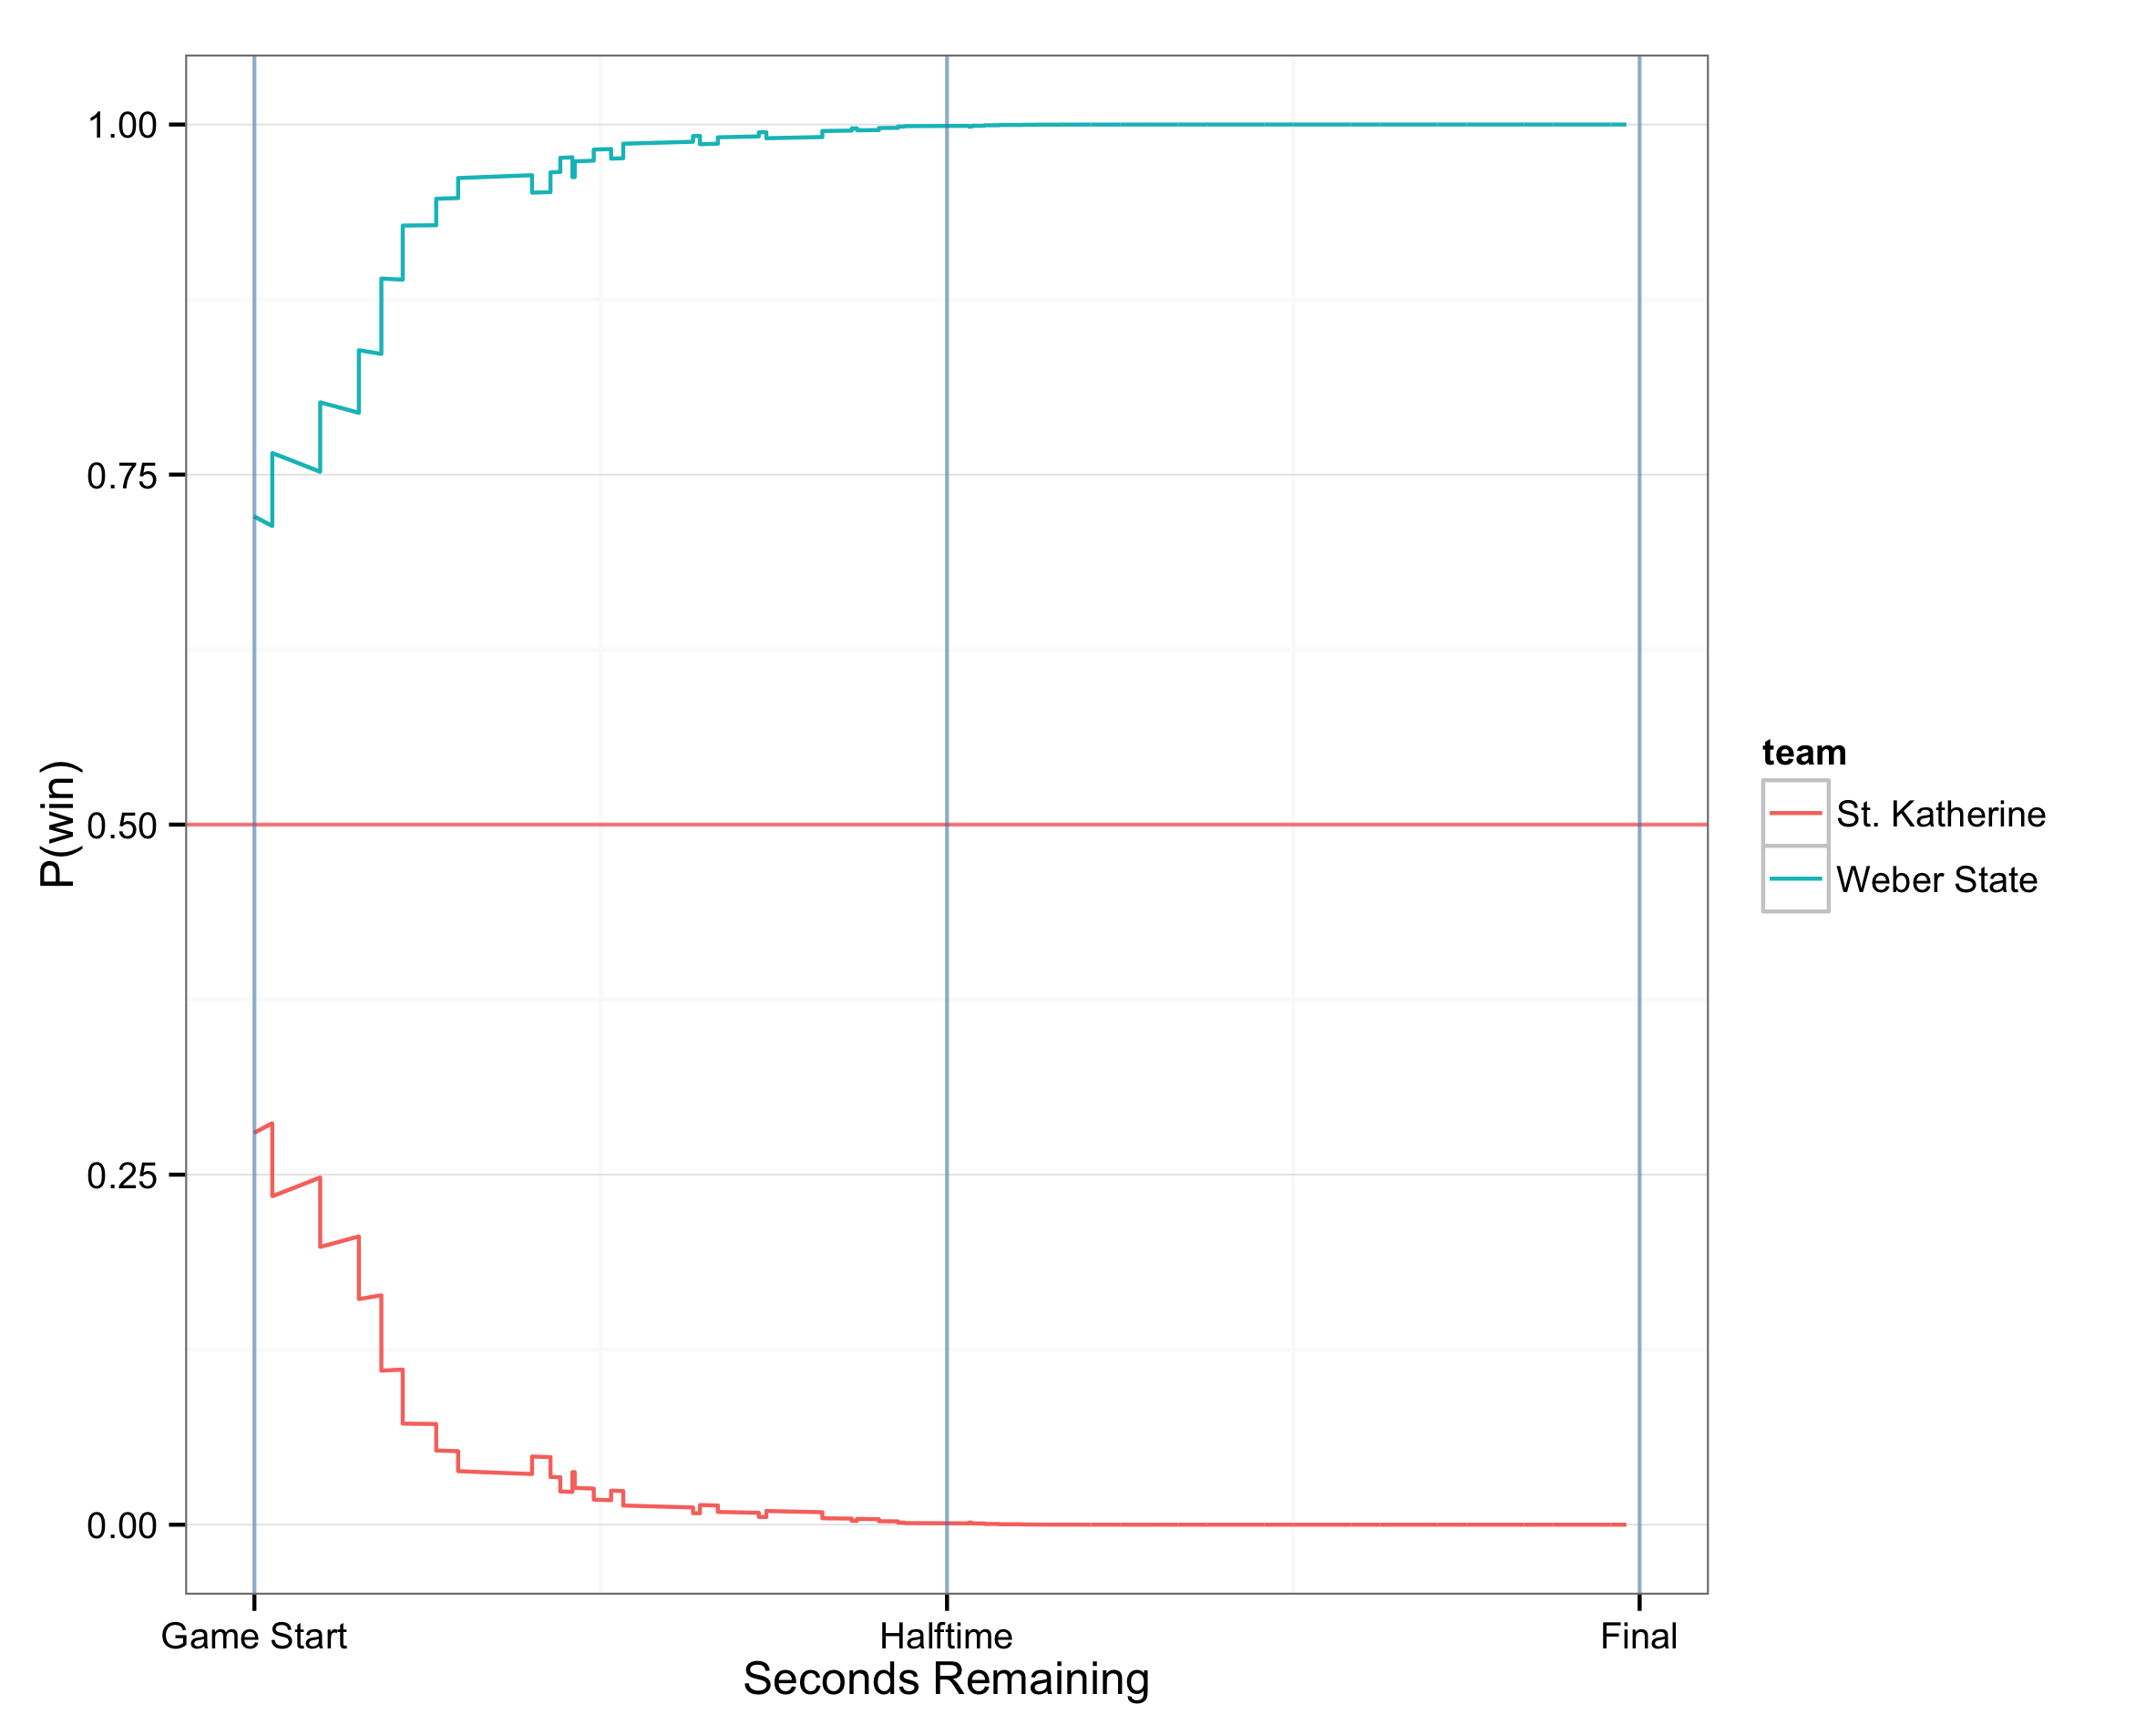 1.00
0.75
0.50
0.25
0.00
P(win)
Game Start
Halftime
Final
Seconds Remaining
team
St. Katherine
Weber State